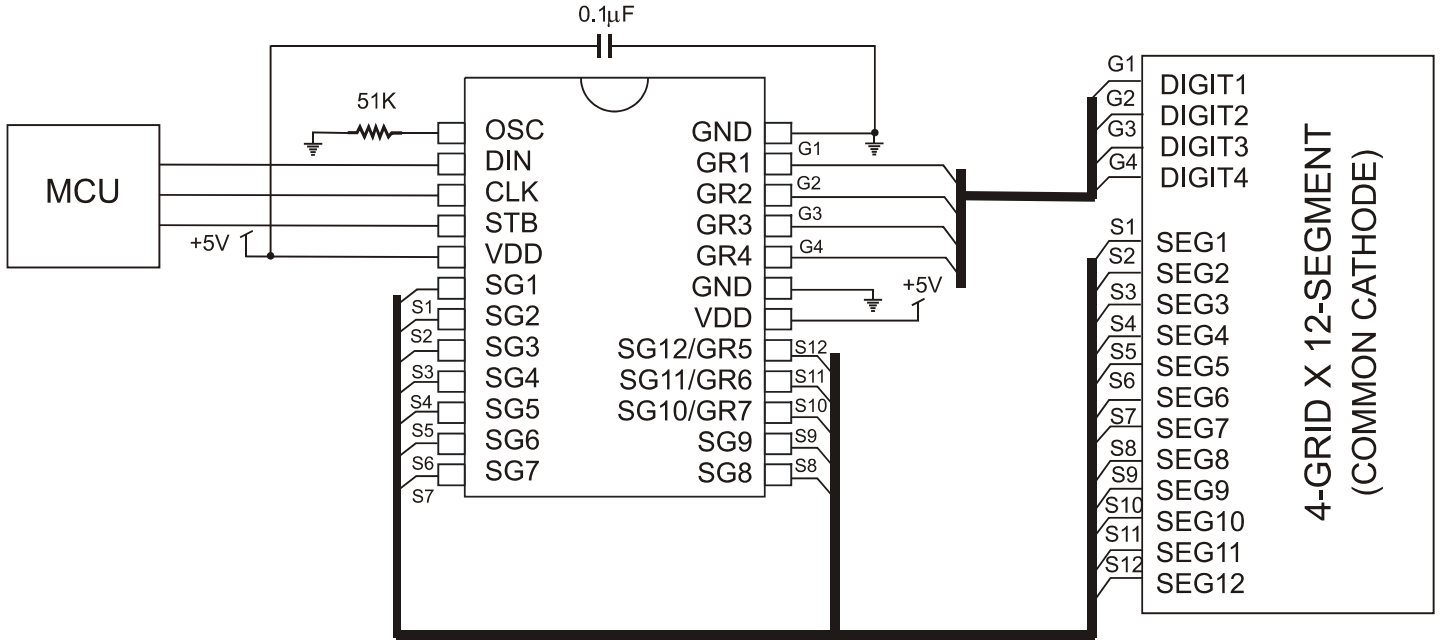 0.1µF
51K
MCU
+5V
OSC
DIN
CLK
STB
VDD
SG1
SG2
SG3
SG4
SG5
SG6
SG7
S1
S2
S3
S4
S5
S6
S7
GND
GR1
GR2
GR3
GR4
GND
VDD
SG12/GR5
SG11/GR6
SG10/GR7
SG9
SG8
G1
G2
G3
G4
+5V
S12
S11
S10
S9
S8
G1
G2
G3
G4
DIGIT1
DIGIT2
DIGIT3
DIGIT4
S1
S2
S3
S4
S5
S6
S7
S8
S9
S10
S11
S12
SEG1
SEG2
SEG3
SEG4
SEG5
SEG6
SEG7
SEG8
SEG9
SEG10
SEG11
SEG12
4-GRID X 12-SEGMENT
(COMMON CATHODE)